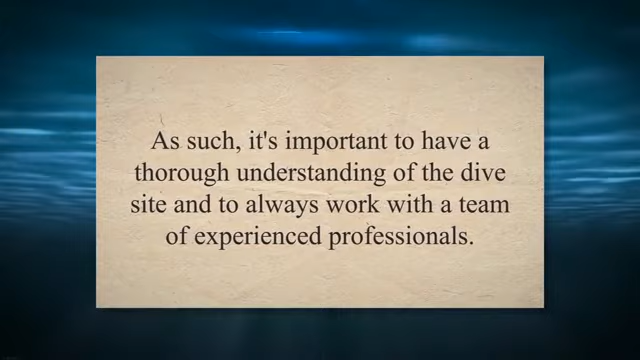 As such, it's important to have a
thorough understanding of the dive
site and to always work with a team
of experienced professionals.